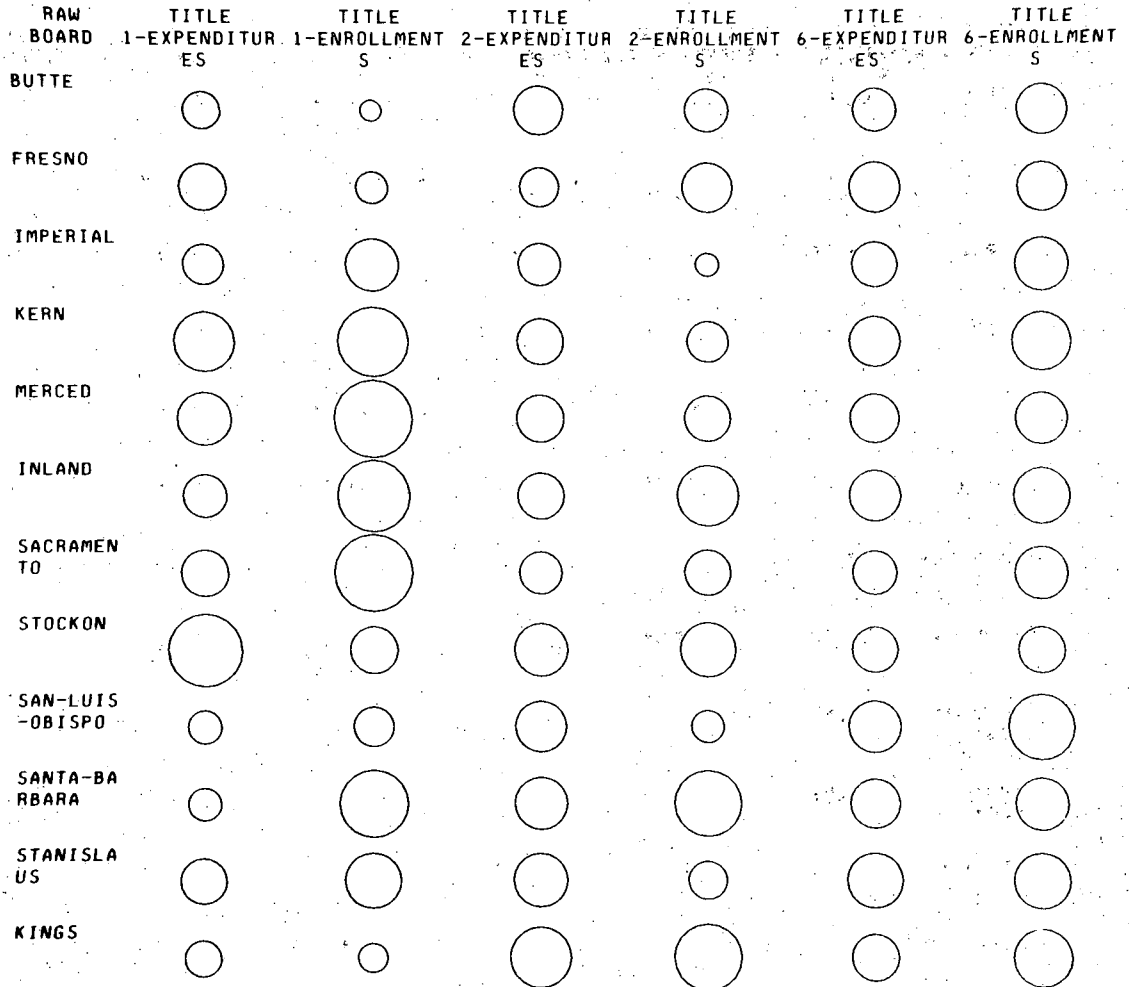 RAW TITLE TITLE TITLE TITLE TITLE TITLE
BOARD 1-EXPENDITUR 1-ENROLLMENT 2-EXPENDITUR 2-ENROLLMENT 6-EXPENDITUR 6-ENROLLMENT
ES S ES S ES S
BUTTE
FRESNO
IMPERIAL
KERN
MERCED
INLAND
SACRAMEN
TO
STOCKON
SAN-LUIS
-OBISPO
SANTA-BA
RBARA
STANISLA
US
KINGS